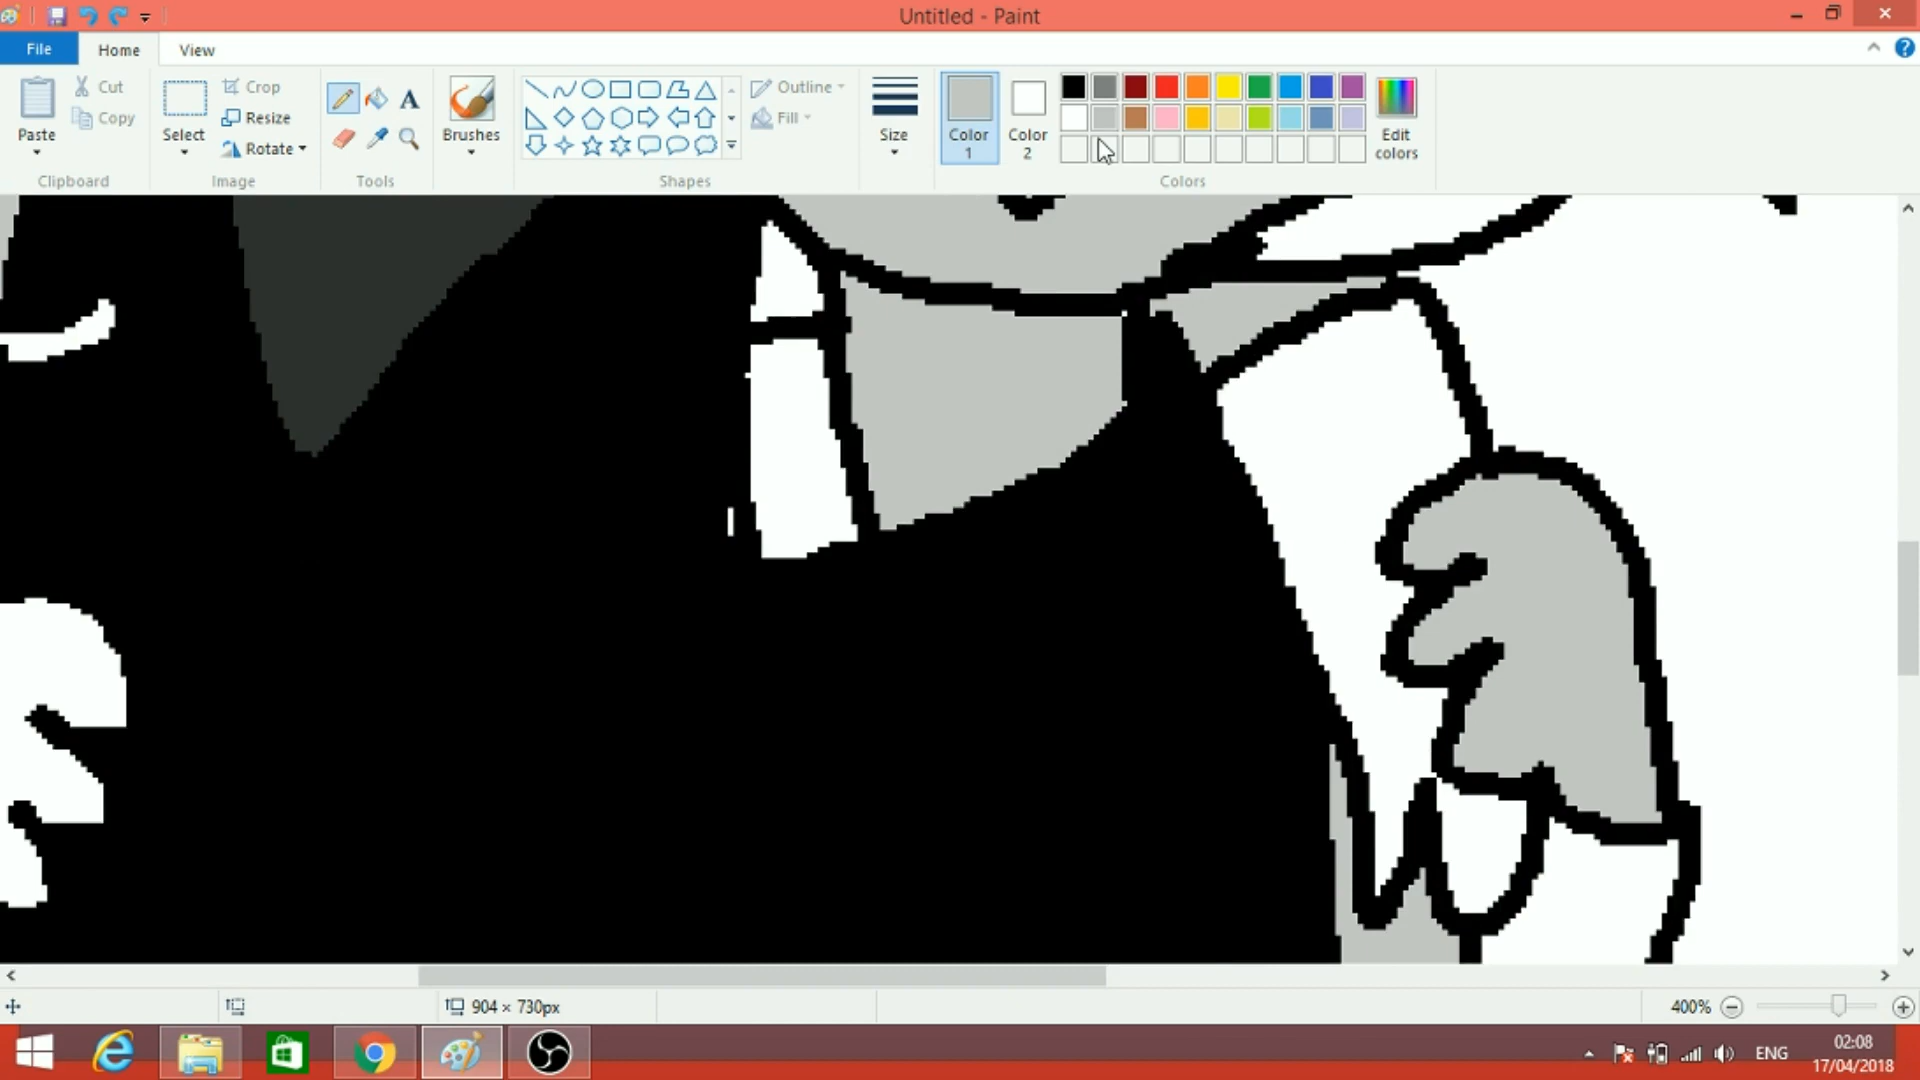 Untitled - Paint
File Home View
Paste Cut Copy Clipboard
Select Crop Resize Rotate Image
A Tools
Brushes
Shapes Outline Fill
Size
Color 1
Color 2
Edit colors
Colors
904 × 730px
400%
ENG
02:08
17/04/2018